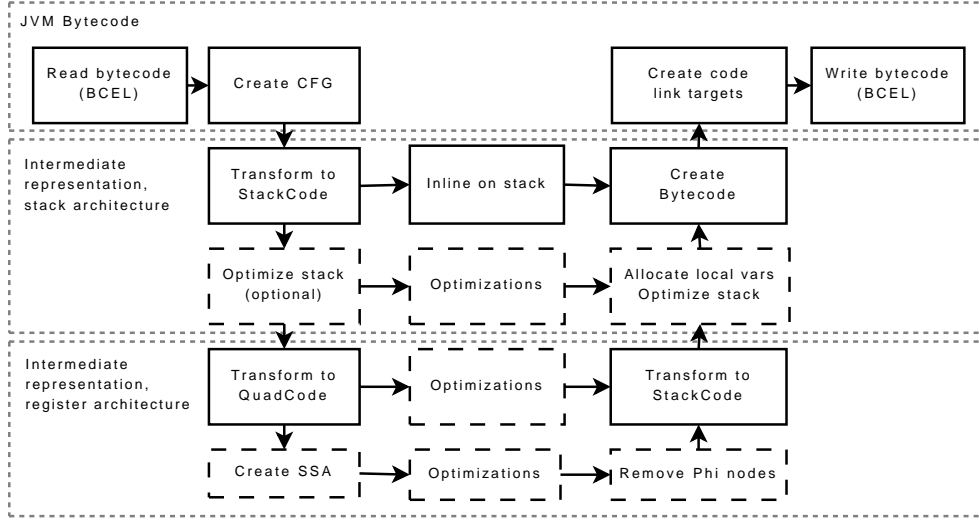 JVM Bytecode
Read bytecode
(BCEL)
Create CFG
Create code
link targets
Write bytecode
(BCEL)
Intermediate
representation,
stack architecture
Transform to
StackCode
Inline on stack
Create
Bytecode
Optimize stack
(optional)
Optimizations
Allocate local vars
Optimize stack
Intermediate
representation,
register architecture
Transform to
QuadCode
Optimizations
Transform to
StackCode
Create SSA
Optimizations
Remove Phi nodes